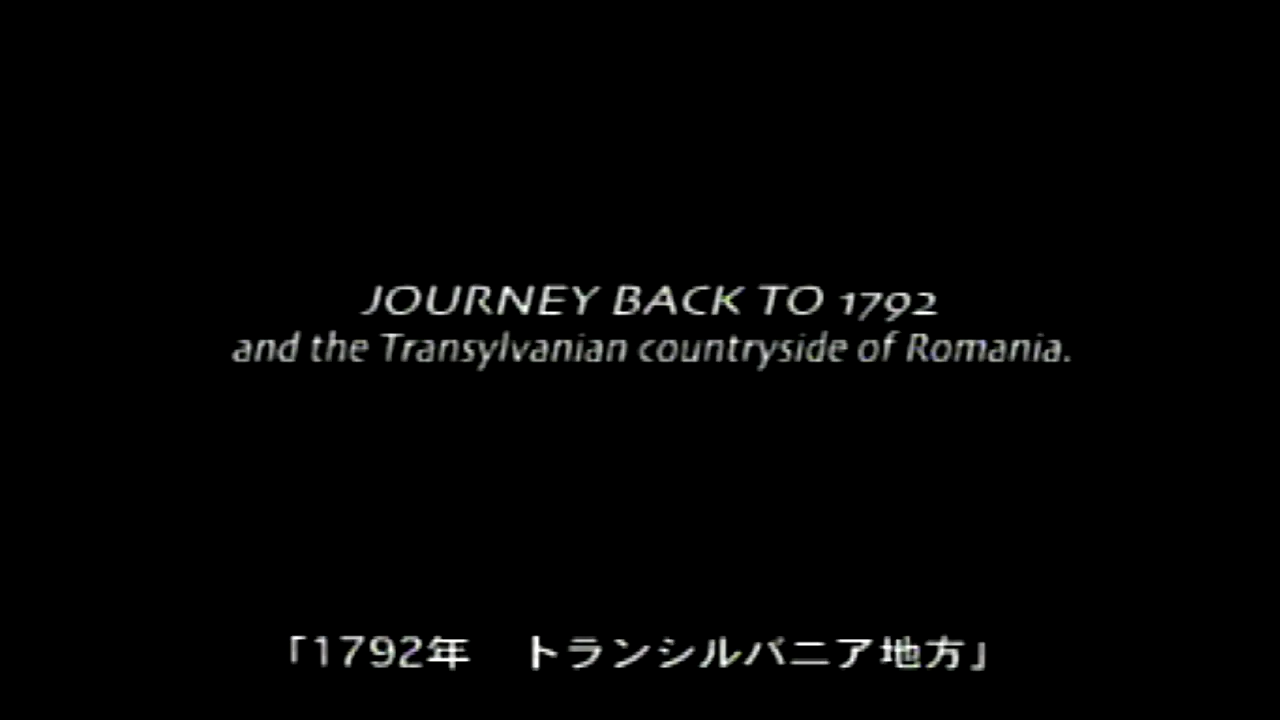 JOURNEY BACK TO 1792
and the Transylvanian countryside of Romania.
「1792年　トランシルバニア地方」